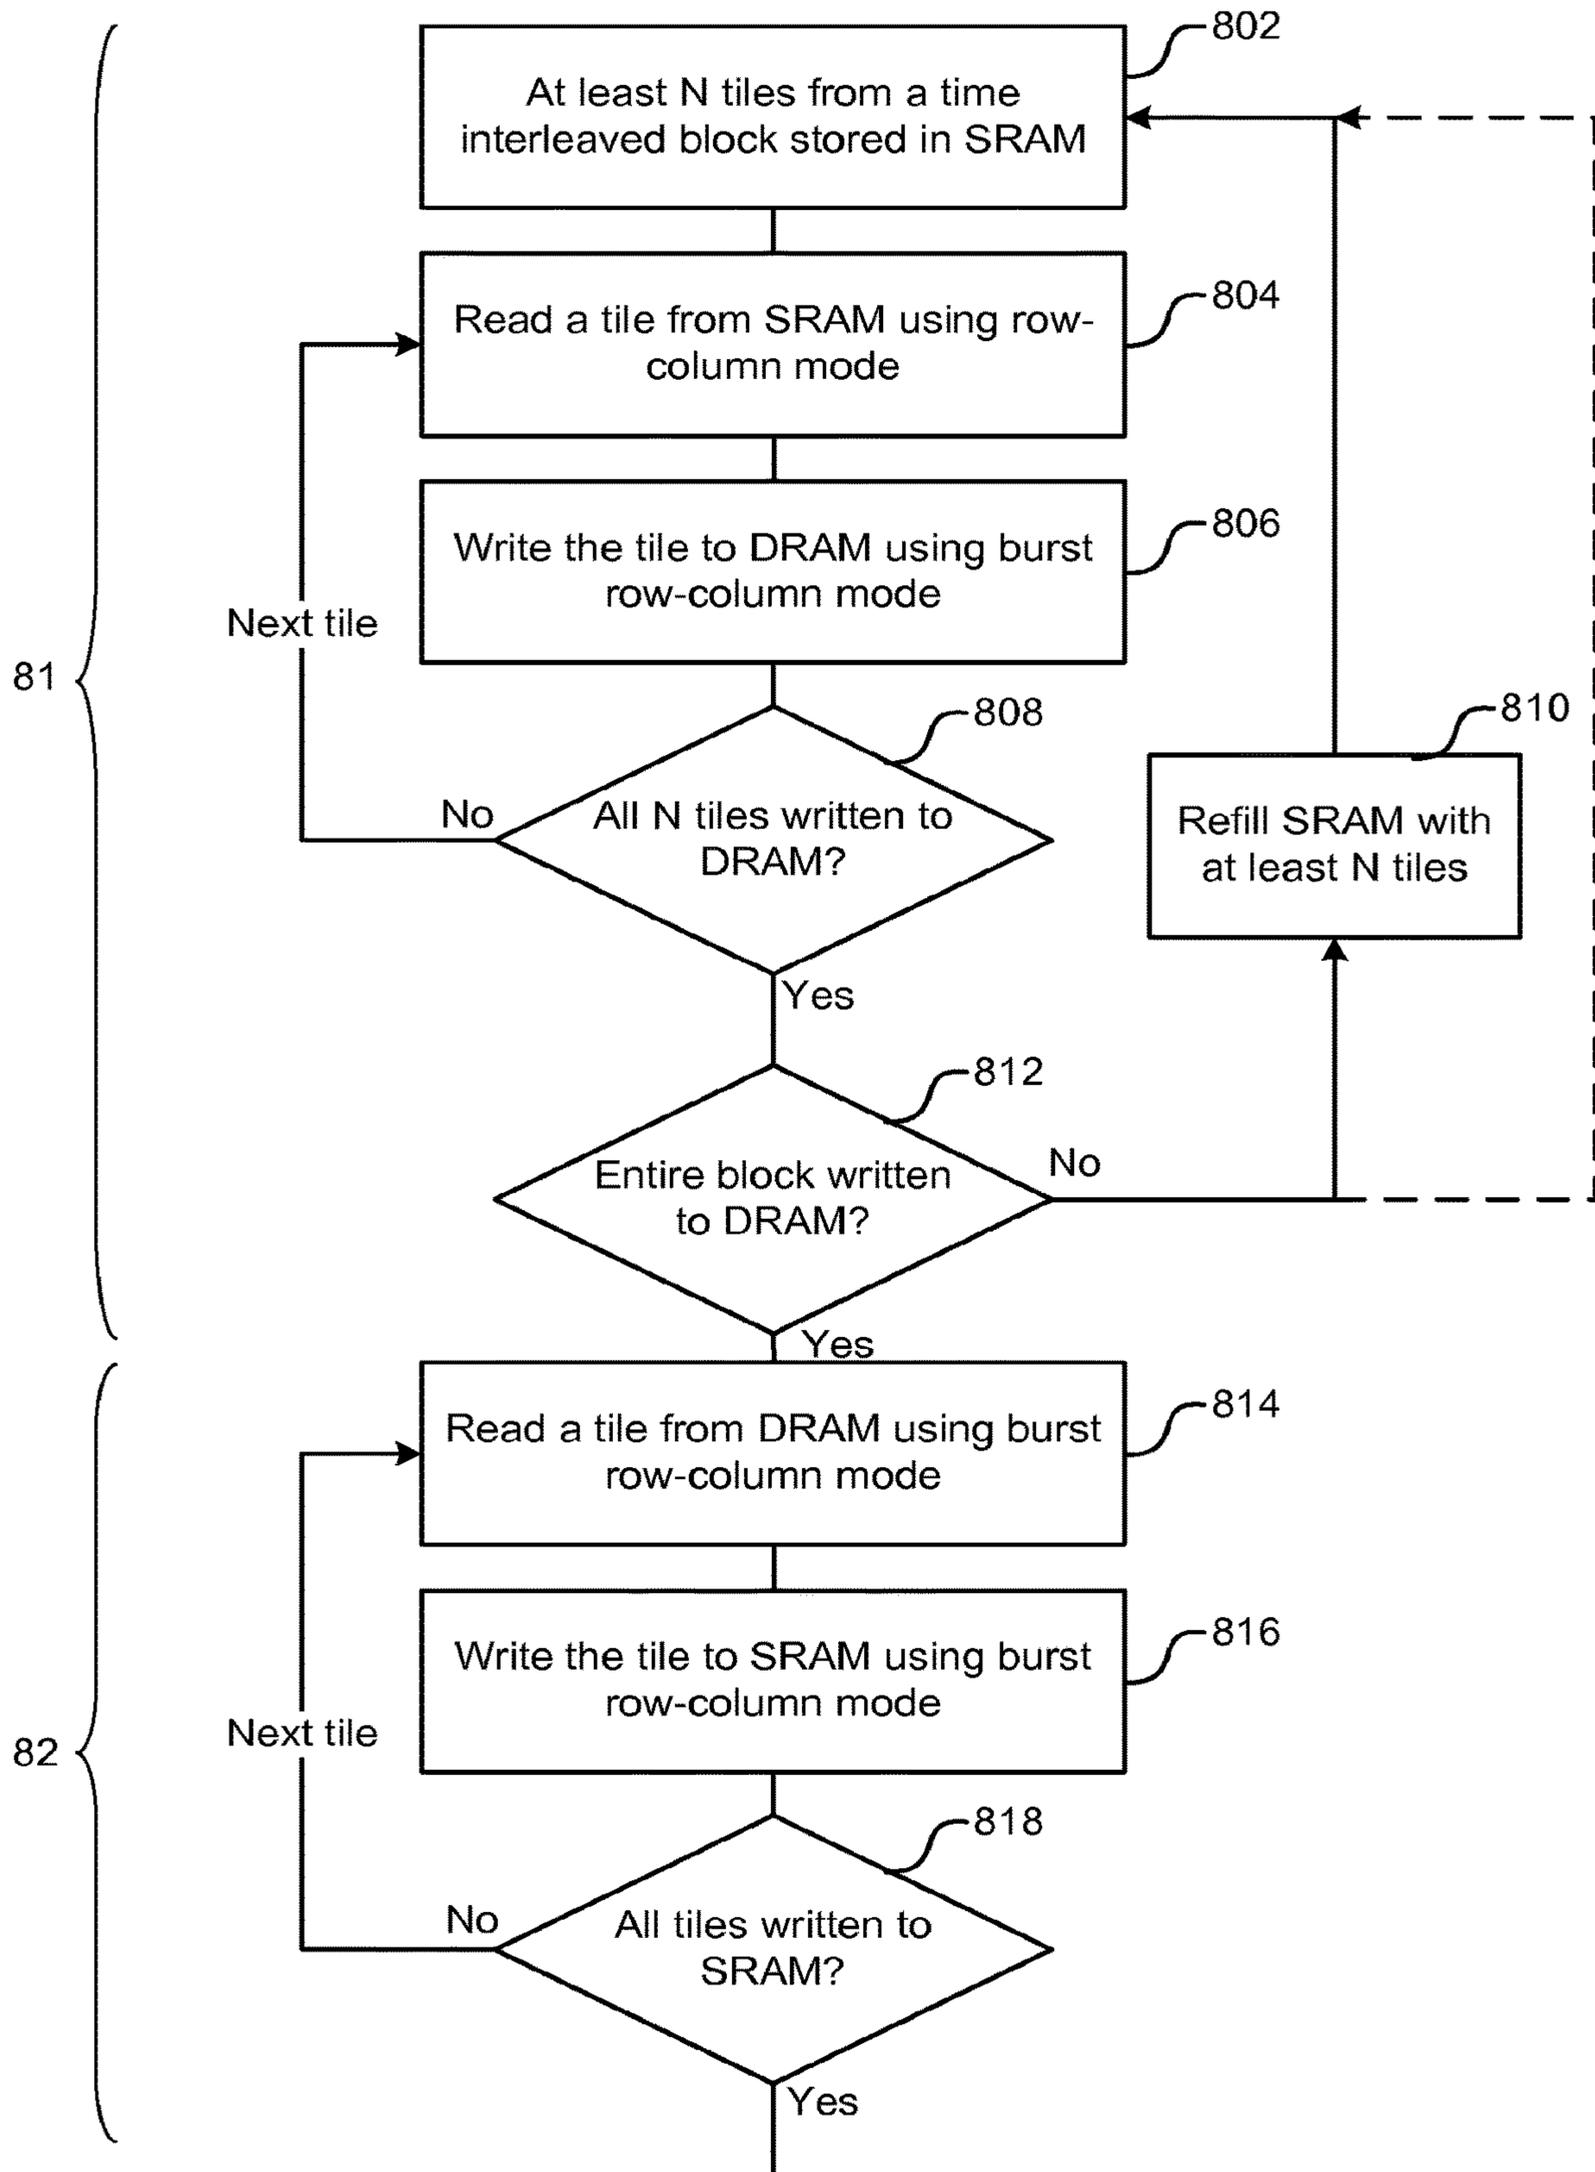 802
At least N tiles from a time
interleaved block stored in SRAM
804
Read a tile from SRAM using row-
column mode
806
Write the tile to DRAM using burst
row-column mode
Next tile
81
808
810
No
All N tiles written to
DRAM?
Refill SRAM with
at least N tiles
Yes
812
No
Entire block written
to DRAM?
Yes
814
Read a tile from DRAM using burst
row-column mode
816
Write the tile to SRAM using burst
row-column mode
Next tile
82
818
No
All tiles written to
SRAM?
Yes